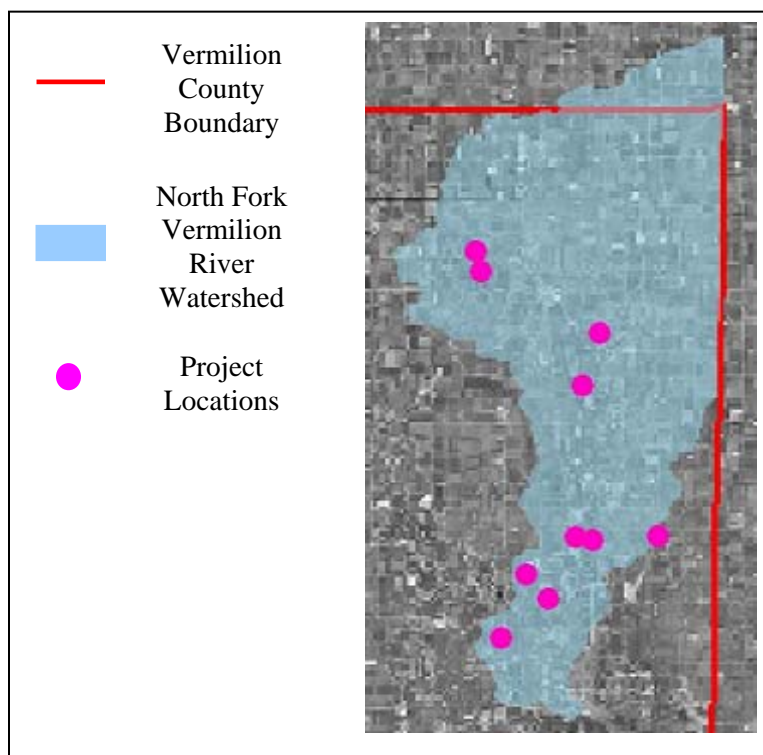 Vermilion
County
Boundary
North Fork
Vermilion
River
Watershed
Project
Locations